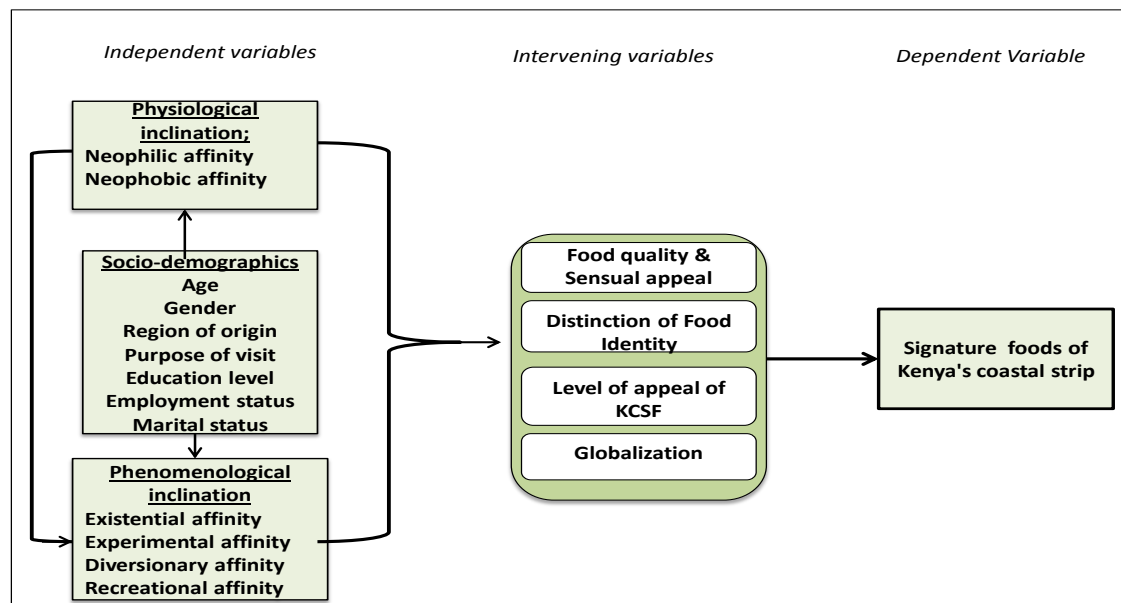 Independent variables
Intervening variables
Dependent Variable
Physiological
inclination;
Neophilic affinity
Neophobic affinity
Socio-demographics
Age
Gender
Region of origin
Purpose of visit
Education level
Employment status
Marital status
Phenomenological
inclination
Existential affinity
Experimental affinity
Diversionary affinity
Recreational affinity
Food quality &
Sensual appeal
Distinction of Food
Identity
Level of appeal of
KCSF
Globalization
Signature foods of
Kenya's coastal strip